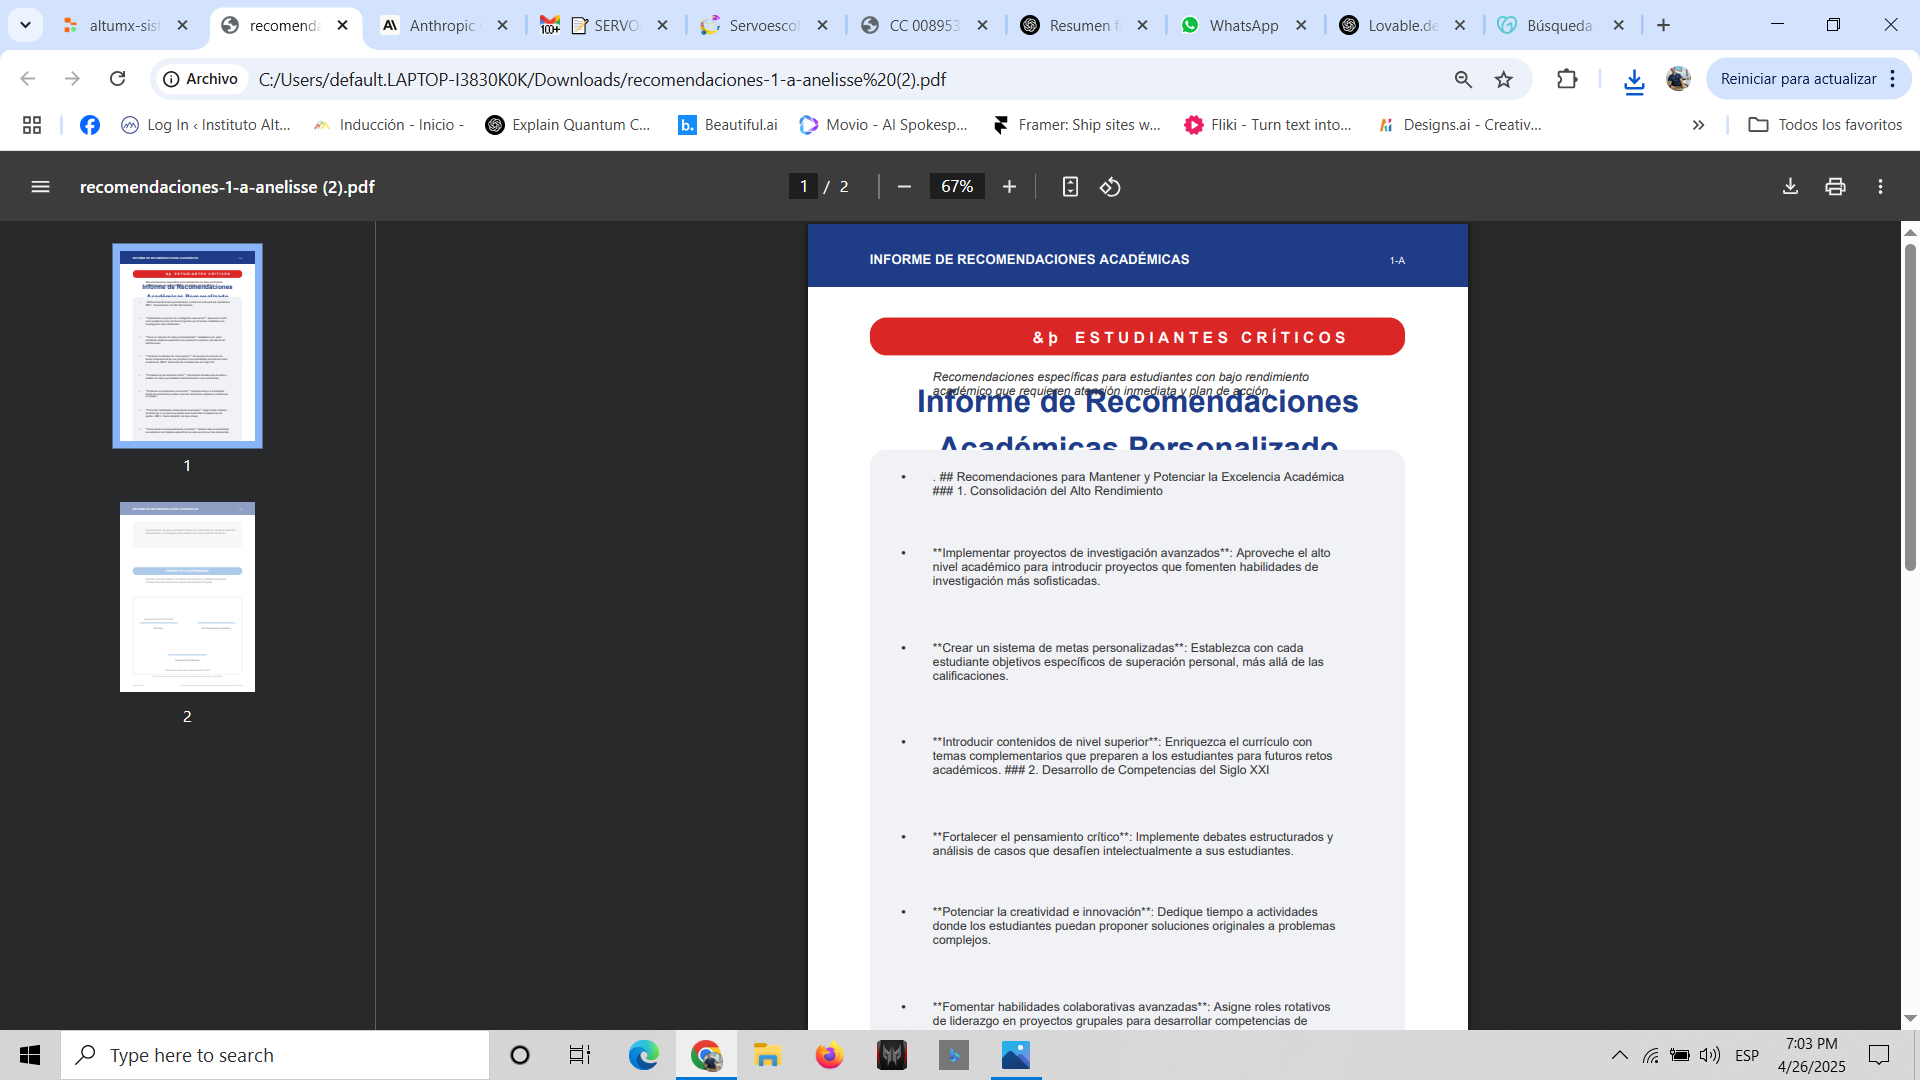 altumx-sist
recomenda
Anthropic
100+
SERVO
Servoescol
CC 008953
Resumen f
WhatsApp
Lovable.de
Búsqueda
Archivo
C:/Users/default.LAPTOP-I3830K0K/Downloads/recomendaciones-1-a-anelisse%20(2).pdf
Reiniciar para actualizar
Log In ‹ Instituto Alt...
Inducción - Inicio -
Explain Quantum C...
Beautiful.ai
Movio - AI Spokesp...
Framer: Ship sites w...
Fliki - Turn text into...
Designs.ai - Creativ...
»
Todos los favoritos
recomendaciones-1-a-anelisse (2).pdf
1 / 2
67%
1
2
INFORME DE RECOMENDACIONES ACADÉMICAS
1-A
&þ ESTUDIANTES CRÍTICOS
Recomendaciones específicas para estudiantes con bajo rendimiento
académico que requieren atención inmediata y plan de acción.
Informe de Recomendaciones
Académicas Personalizado
• . ## Recomendaciones para Mantener y Potenciar la Excelencia Académica
### 1. Consolidación del Alto Rendimiento
• **Implementar proyectos de investigación avanzados**: Aproveche el alto
nivel académico para introducir proyectos que fomenten habilidades de
investigación más sofisticadas.
• **Crear un sistema de metas personalizadas**: Establezca con cada
estudiante objetivos específicos de superación personal, más allá de las
calificaciones.
• **Introducir contenidos de nivel superior**: Enriquezca el currículo con
temas complementarios que preparen a los estudiantes para futuros retos
académicos. ### 2. Desarrollo de Competencias del Siglo XXI
• **Fortalecer el pensamiento crítico**: Implemente debates estructurados y
análisis de casos que desafíen intelectualmente a sus estudiantes.
• **Potenciar la creatividad e innovación**: Dedique tiempo a actividades
donde los estudiantes puedan proponer soluciones originales a problemas
complejos.
• **Fomentar habilidades colaborativas avanzadas**: Asigne roles rotativos
de liderazgo en proyectos grupales para desarrollar competencias de
Type here to search
ESP
7:03 PM
4/26/2025